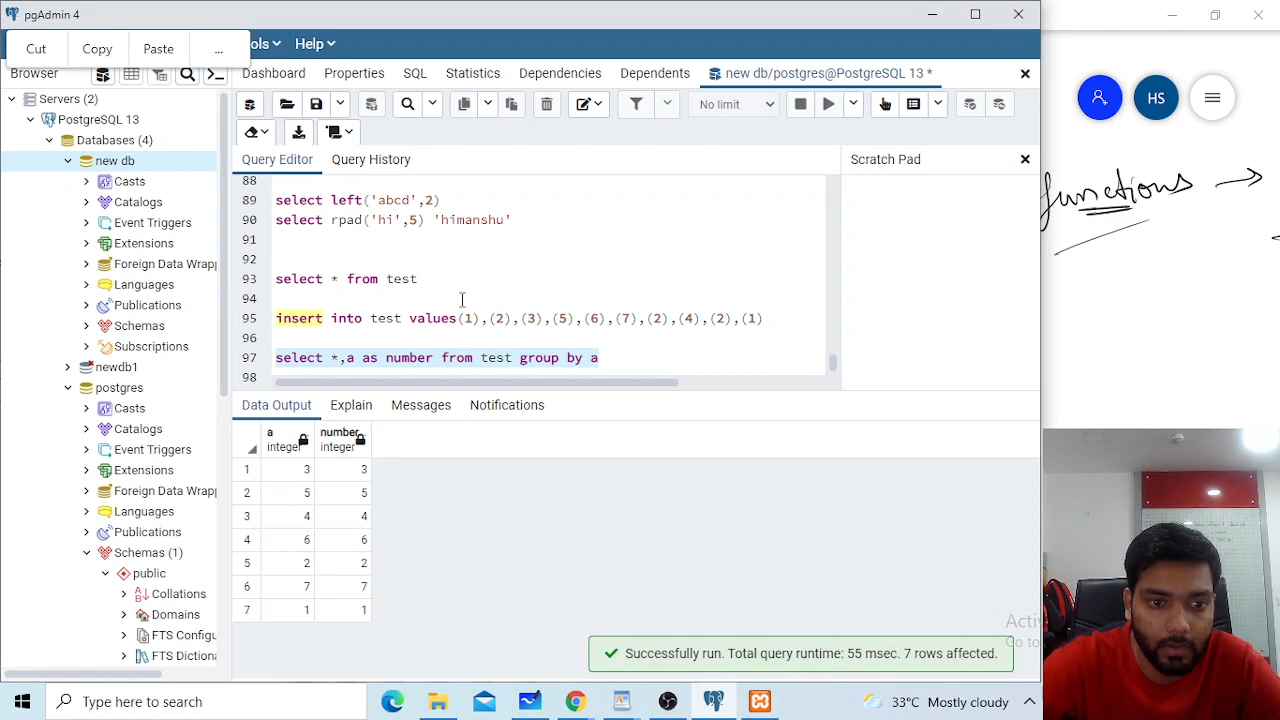 pgAdmin 4
Cut Copy Paste ...
ols Help
Browser
Dashboard Properties SQL Statistics Dependencies Dependents new db/postgres@PostgreSQL 13 *
No limit
HS
Servers (2)
PostgreSQL 13
Databases (4)
new db
Casts
Catalogs
Event Triggers
Extensions
Foreign Data Wrap
Languages
Publications
Schemas
Subscriptions
newdb1
postgres
Casts
Catalogs
Event Triggers
Extensions
Foreign Data Wrap
Languages
Publications
Schemas (1)
public
Collations
Domains
FTS Configu
FTS Dictiona
Query Editor Query History
Scratch Pad
88
89 select left('abcd',2)
90 select rpad('hi',5) 'himanshu'
91
92
93 select * from test
94
95 insert into test values(1),(2),(3),(5),(6),(7),(2),(4),(2),(1)
96
97 select *,a as number from test group by a
98
Data Output Explain Messages Notifications
a integer number integer
1 3 3
2 5 5
3 4 4
4 6 6
5 2 2
6 7 7
7 1 1
Successfully run. Total query runtime: 55 msec. 7 rows affected.
functions →
Activ
Go to
Type here to search
33°C Mostly cloudy